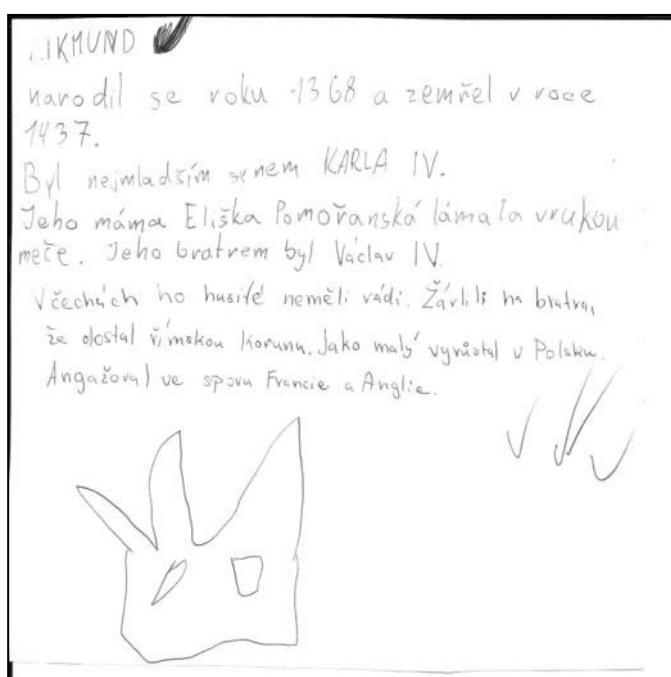 ZIKMUND
narodil se roku 1368 a zemřel v roce
1437.
Byl nejmladším synem KARLA IV.
Jeho máma Eliška Pomořanská lámala vrukou
meče. Jeho bratrem byl Václav IV.
Včechách ho husité neměli rádi. Žárlili na bratra,
že dostal římskou korunu. Jako malý vyrůstal v Polsku.
Angažoval ve sporu Francie a Anglie.